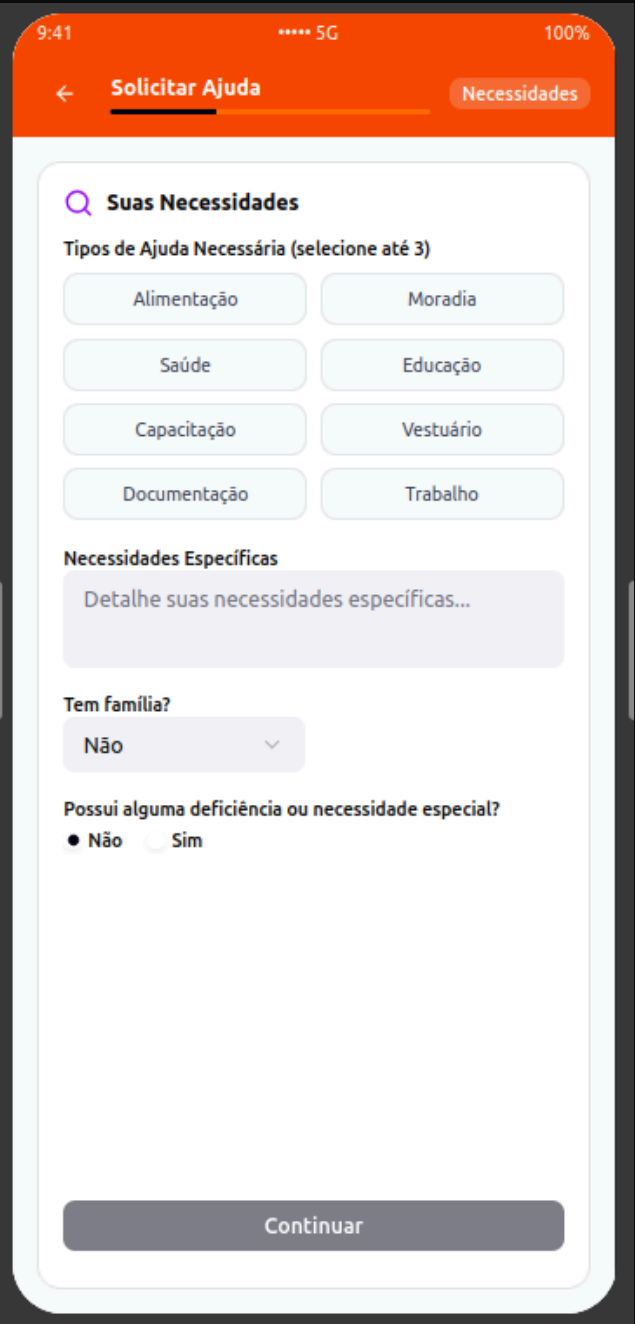 9:41 ••••• 5G 100%
Solicitar Ajuda
Necessidades
Suas Necessidades
Tipos de Ajuda Necessária (selecione até 3)
Alimentação Moradia
Saúde Educação
Capacitação Vestuário
Documentação Trabalho
Necessidades Específicas
Detalhe suas necessidades específicas...
Tem família?
Não
Possui alguma deficiência ou necessidade especial?
Não Sim
Continuar